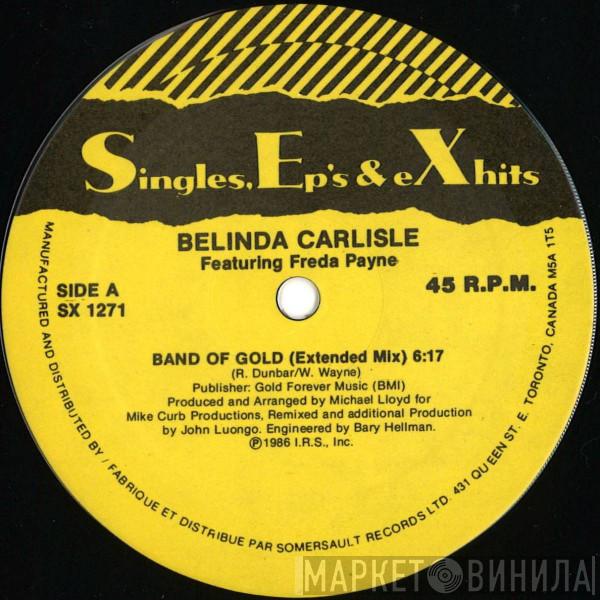 Singles, Ep's & eX hits
BELINDA CARLISLE
Featuring Freda Payne
SIDE A
SX 1271
45 R.P.M.
BAND OF GOLD (Extended Mix) 6:17
(R. Dunbar/W. Wayne)
Publisher: Gold Forever Music (BMI)
Produced and Arranged by Michael Lloyd for
Mike Curb Productions, Remixed and additional Production
by John Luongo. Engineered by Bary Hellman.
℗1986 I.R.S., Inc.
MANUFACTURED AND DISTRIBUTED BY / FABRIQUE ET DISTRIBUE PAR SOMERSAULT RECORDS LTD. 431 QUEEN ST. E. TORONTO, CANADA M5A 1T5
МАРКЕТ ВИНИЛА